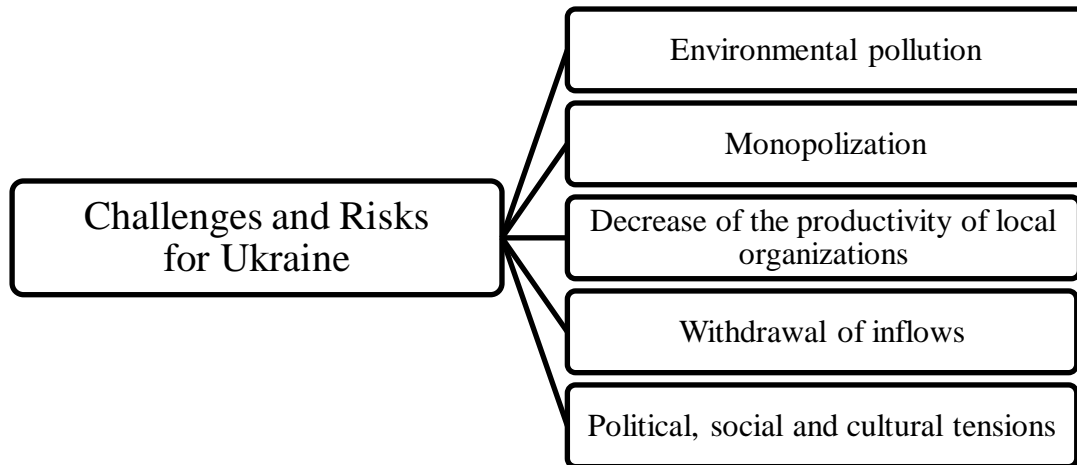 Challenges and Risks
for Ukraine
Environmental pollution
Monopolization
Decrease of the productivity of local
organizations
Withdrawal of inflows
Political, social and cultural tensions